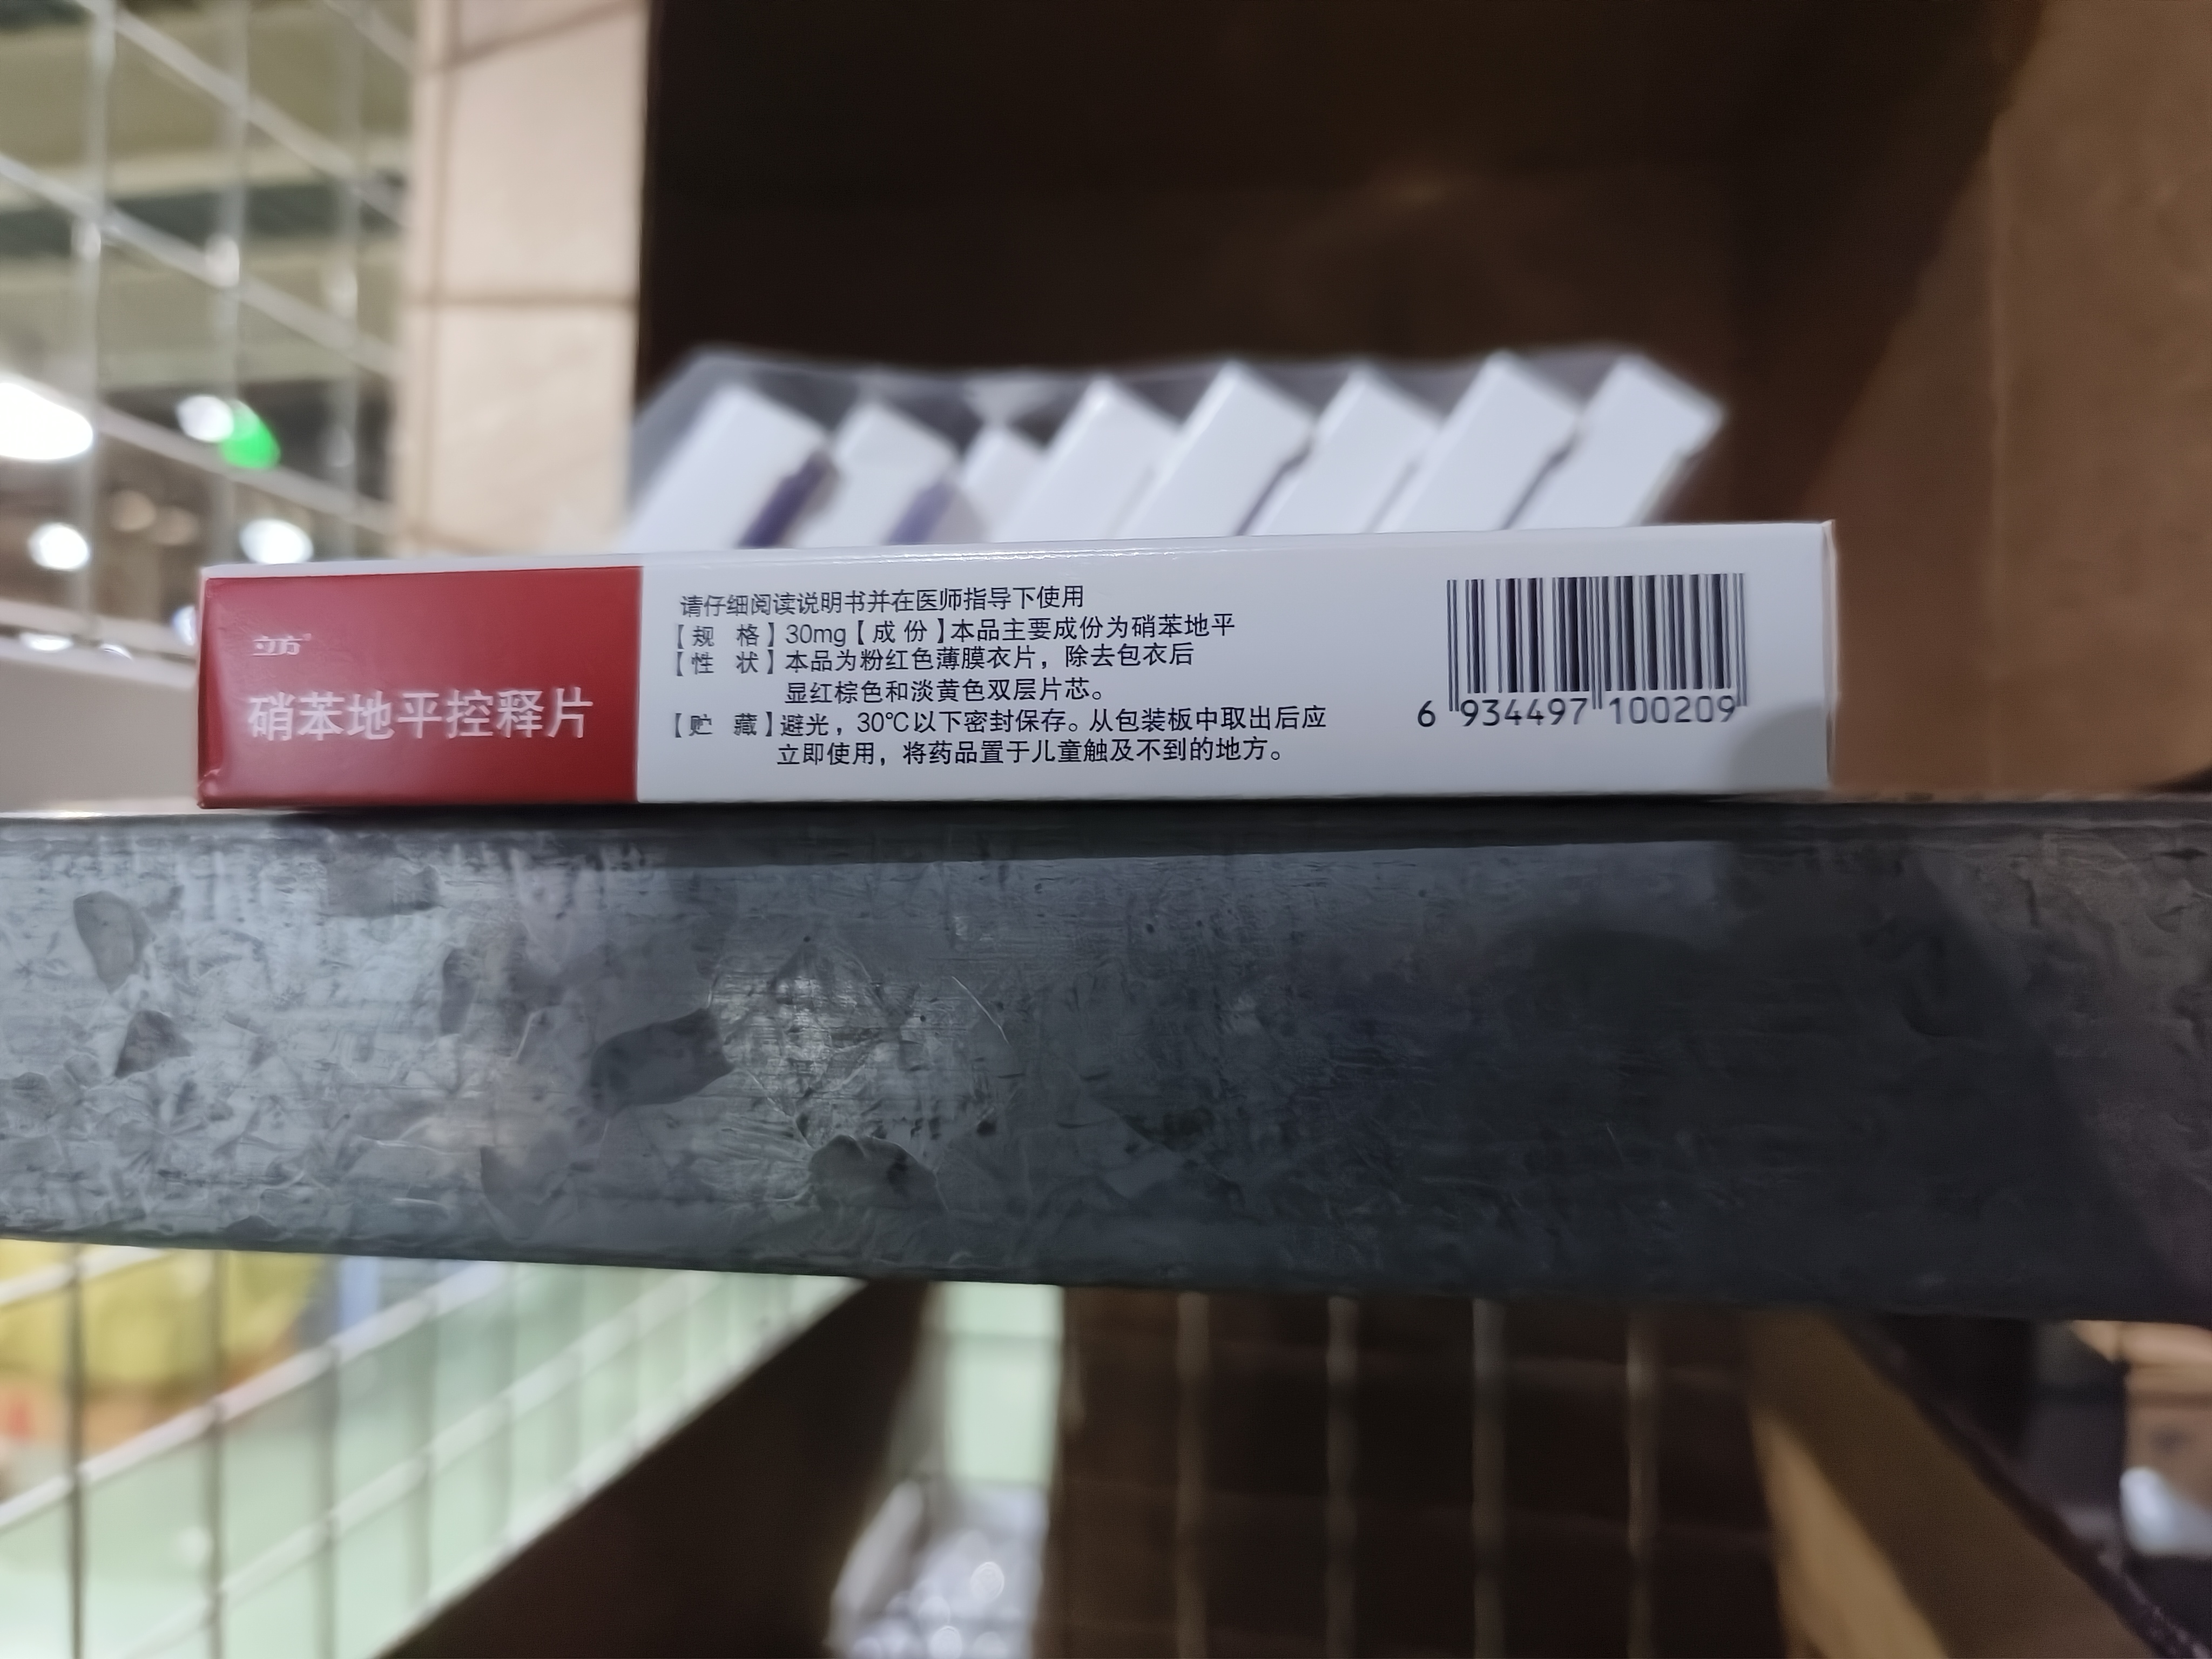 立方®
硝苯地平控释片
请仔细阅读说明书并在医师指导下使用
【规 格】30mg【成 份】本品主要成份为硝苯地平
【性 状】本品为粉红色薄膜衣片，除去包衣后
显红棕色和淡黄色双层片芯。
【贮 藏】避光，30℃以下密封保存。从包装板中取出后应
立即使用，将药品置于儿童触及不到的地方。
6 934497 100209